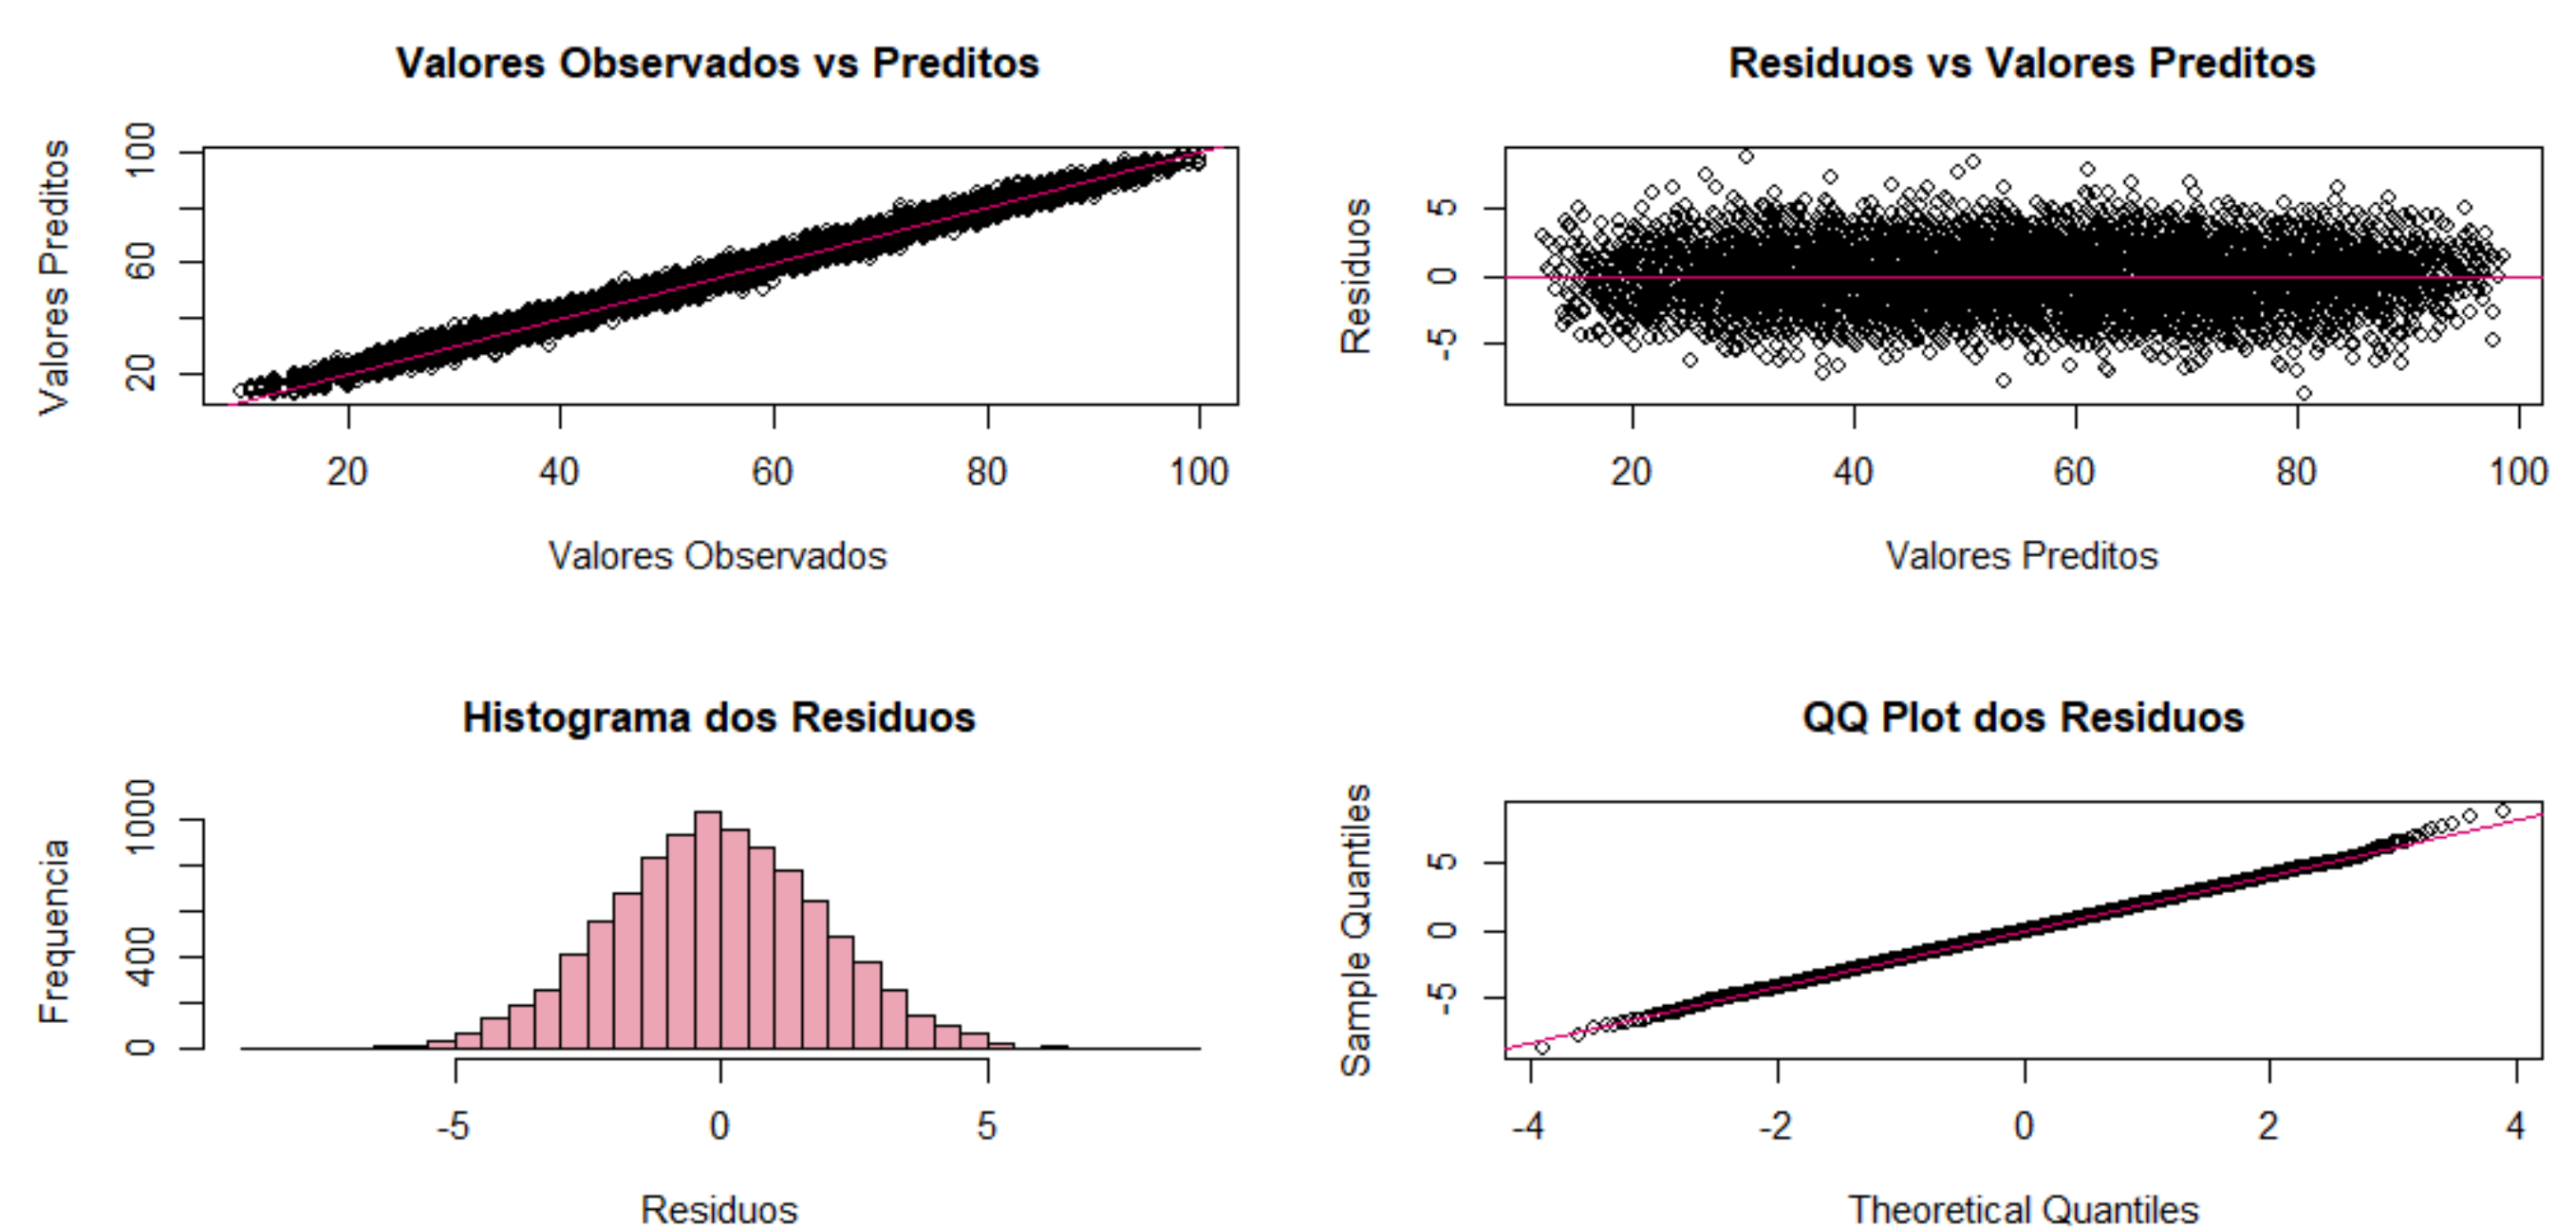 Valores Observados vs Preditos
Valores Preditos
100
60
20
20 40 60 80 100
Valores Observados
Residuos vs Valores Preditos
Residuos
5
0
-5
20 40 60 80 100
Valores Preditos
Histograma dos Residuos
Frequencia
1000
400
0
-5 0 5
Residuos
QQ Plot dos Residuos
Sample Quantiles
5
0
-5
-4 -2 0 2 4
Theoretical Quantiles